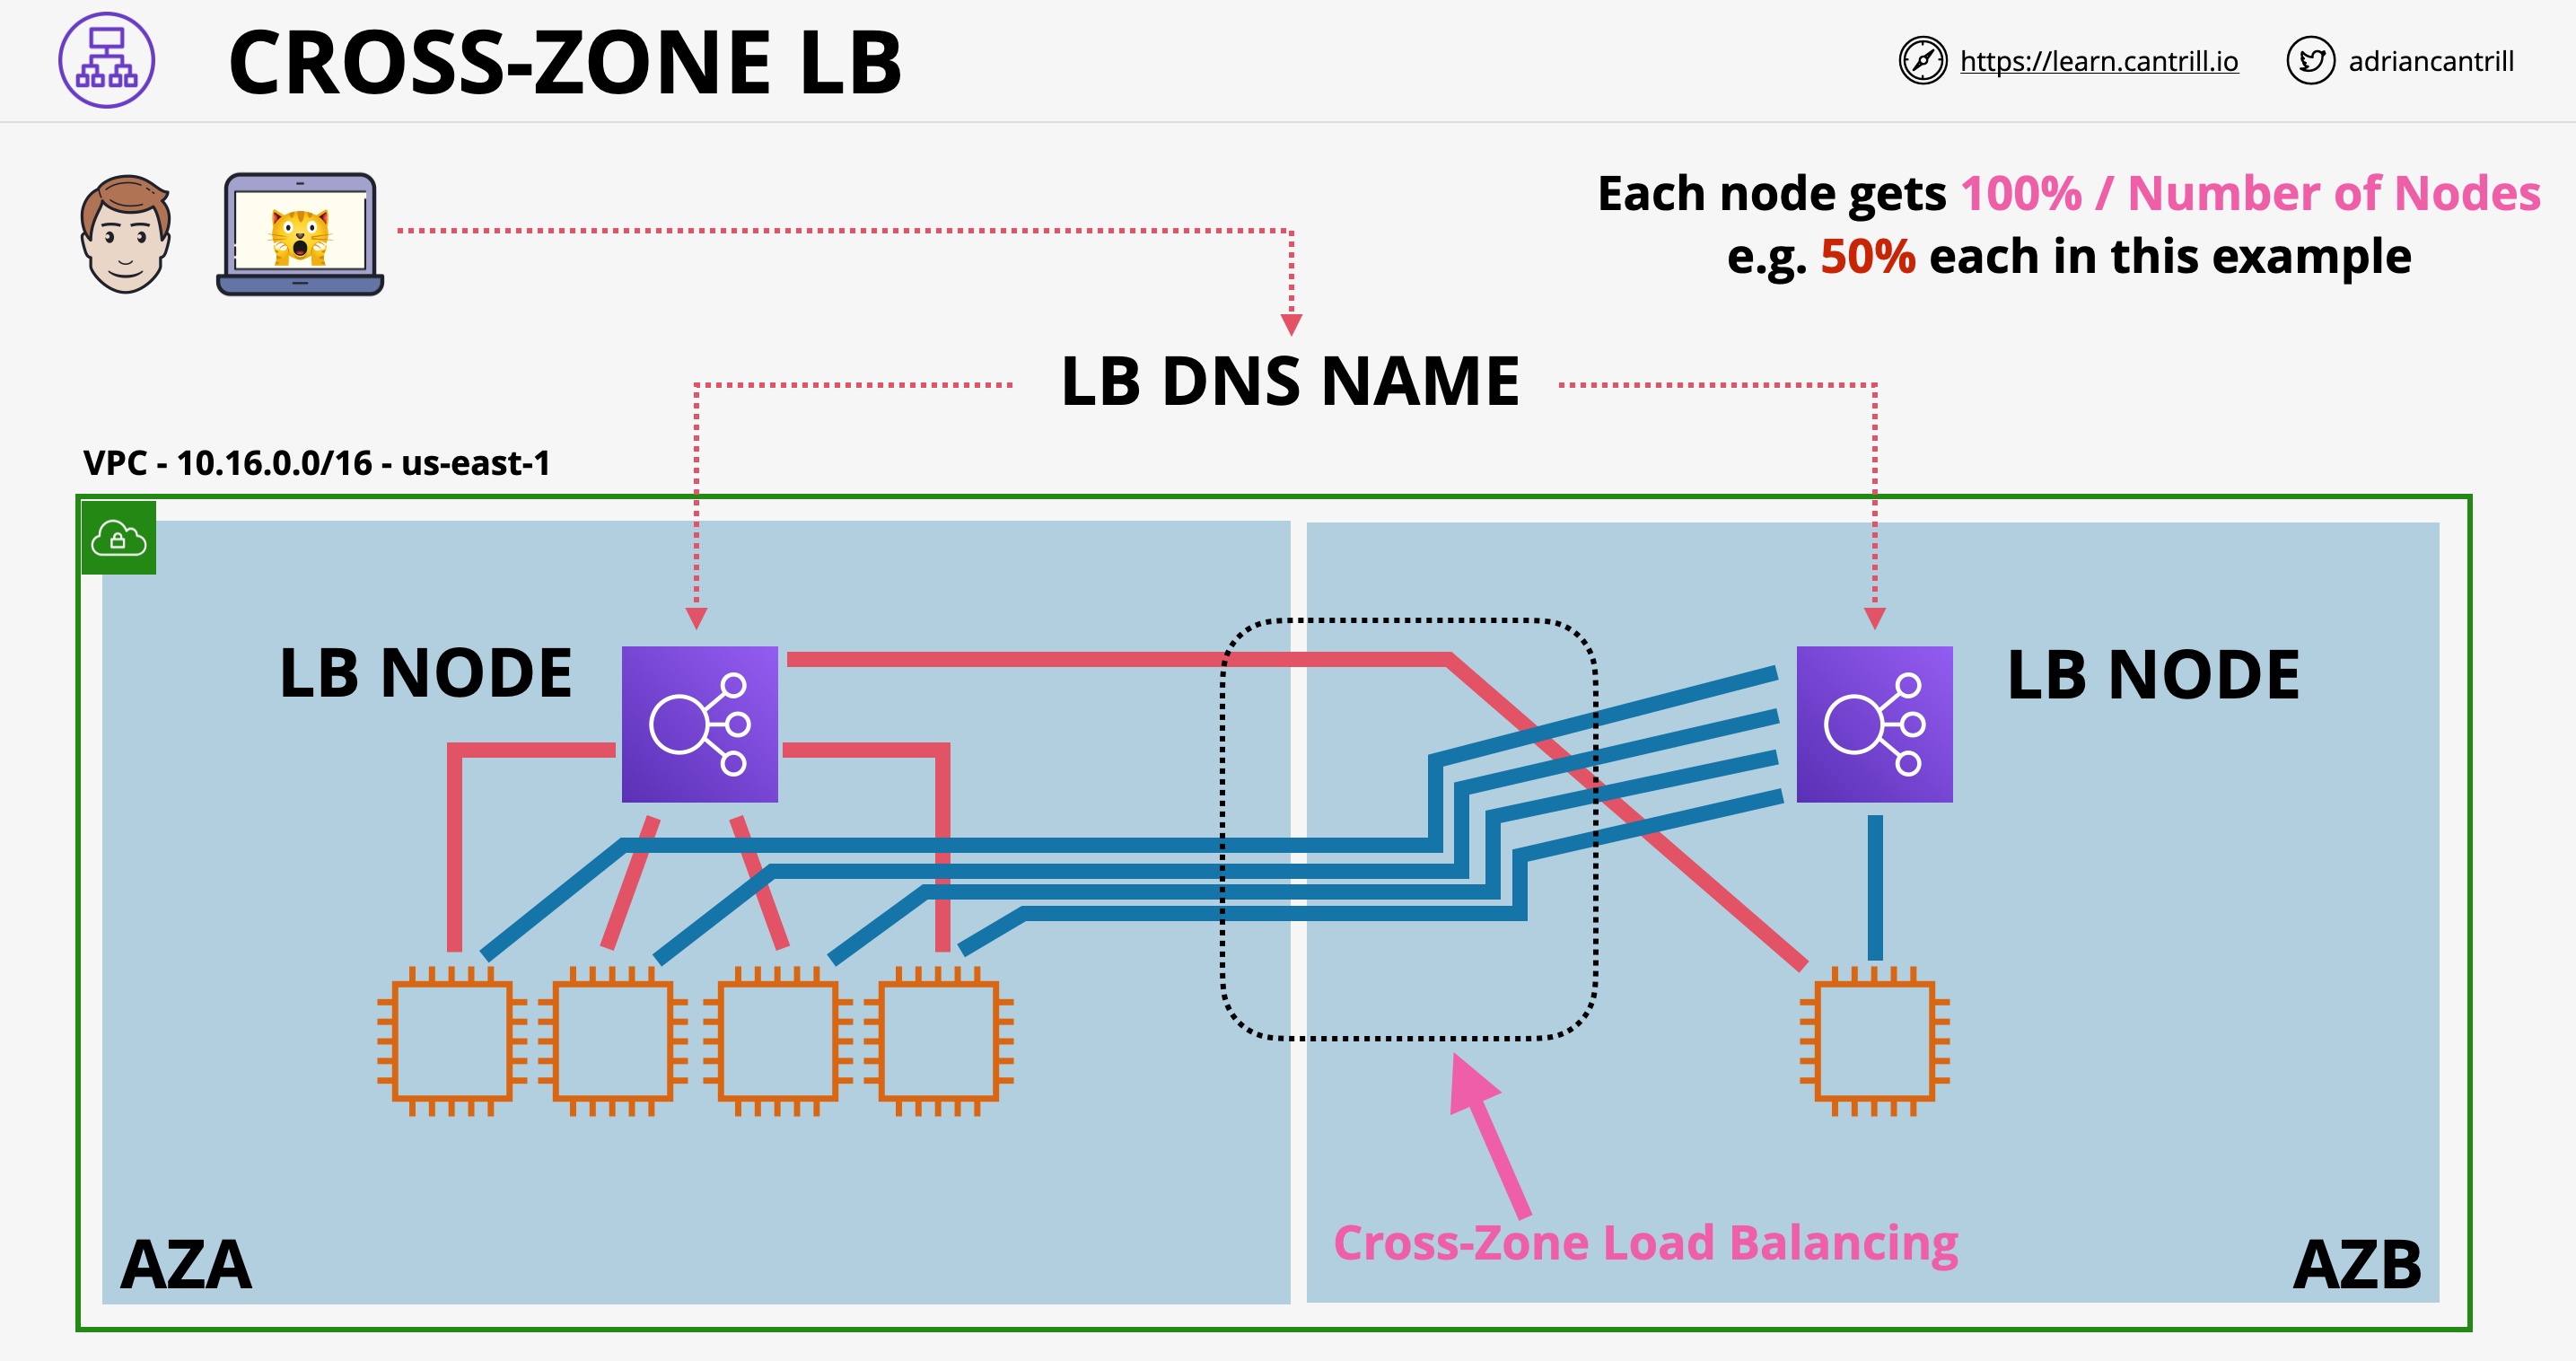 CROSS-ZONE LB
https://learn.cantrill.io
adriancantrill
Each node gets 100% / Number of Nodes
e.g. 50% each in this example
LB DNS NAME
VPC - 10.16.0.0/16 - us-east-1
LB NODE
LB NODE
Cross-Zone Load Balancing
AZA
AZB